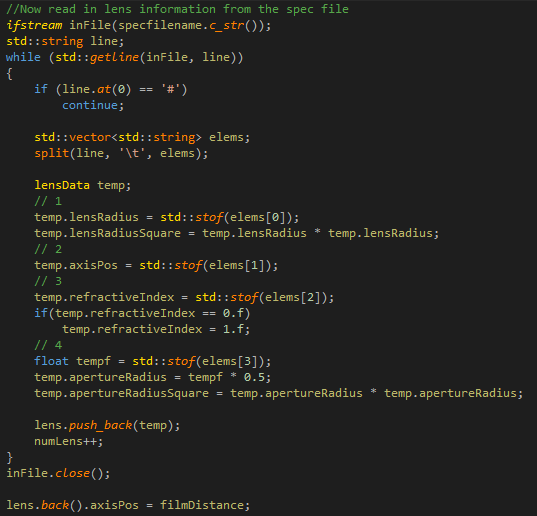 //Now read in lens information from the spec file
ifstream inFile(specfilename.c_str());
std::string line;
while (std::getline(inFile, line))
{
    if (line.at(0) == '#')
        continue;

    std::vector<std::string> elems;
    split(line, '\t', elems);

    lensData temp;
    // 1
    temp.lensRadius = std::stof(elems[0]);
    temp.lensRadiusSquare = temp.lensRadius * temp.lensRadius;
    // 2
    temp.axisPos = std::stof(elems[1]);
    // 3
    temp.refractiveIndex = std::stof(elems[2]);
    if(temp.refractiveIndex == 0.f)
        temp.refractiveIndex = 1.f;
    // 4
    float tempf = std::stof(elems[3]);
    temp.apertureRadius = tempf * 0.5;
    temp.apertureRadiusSquare = temp.apertureRadius * temp.apertureRadius;

    lens.push_back(temp);
    numLens++;
}
inFile.close();

lens.back().axisPos = filmDistance;